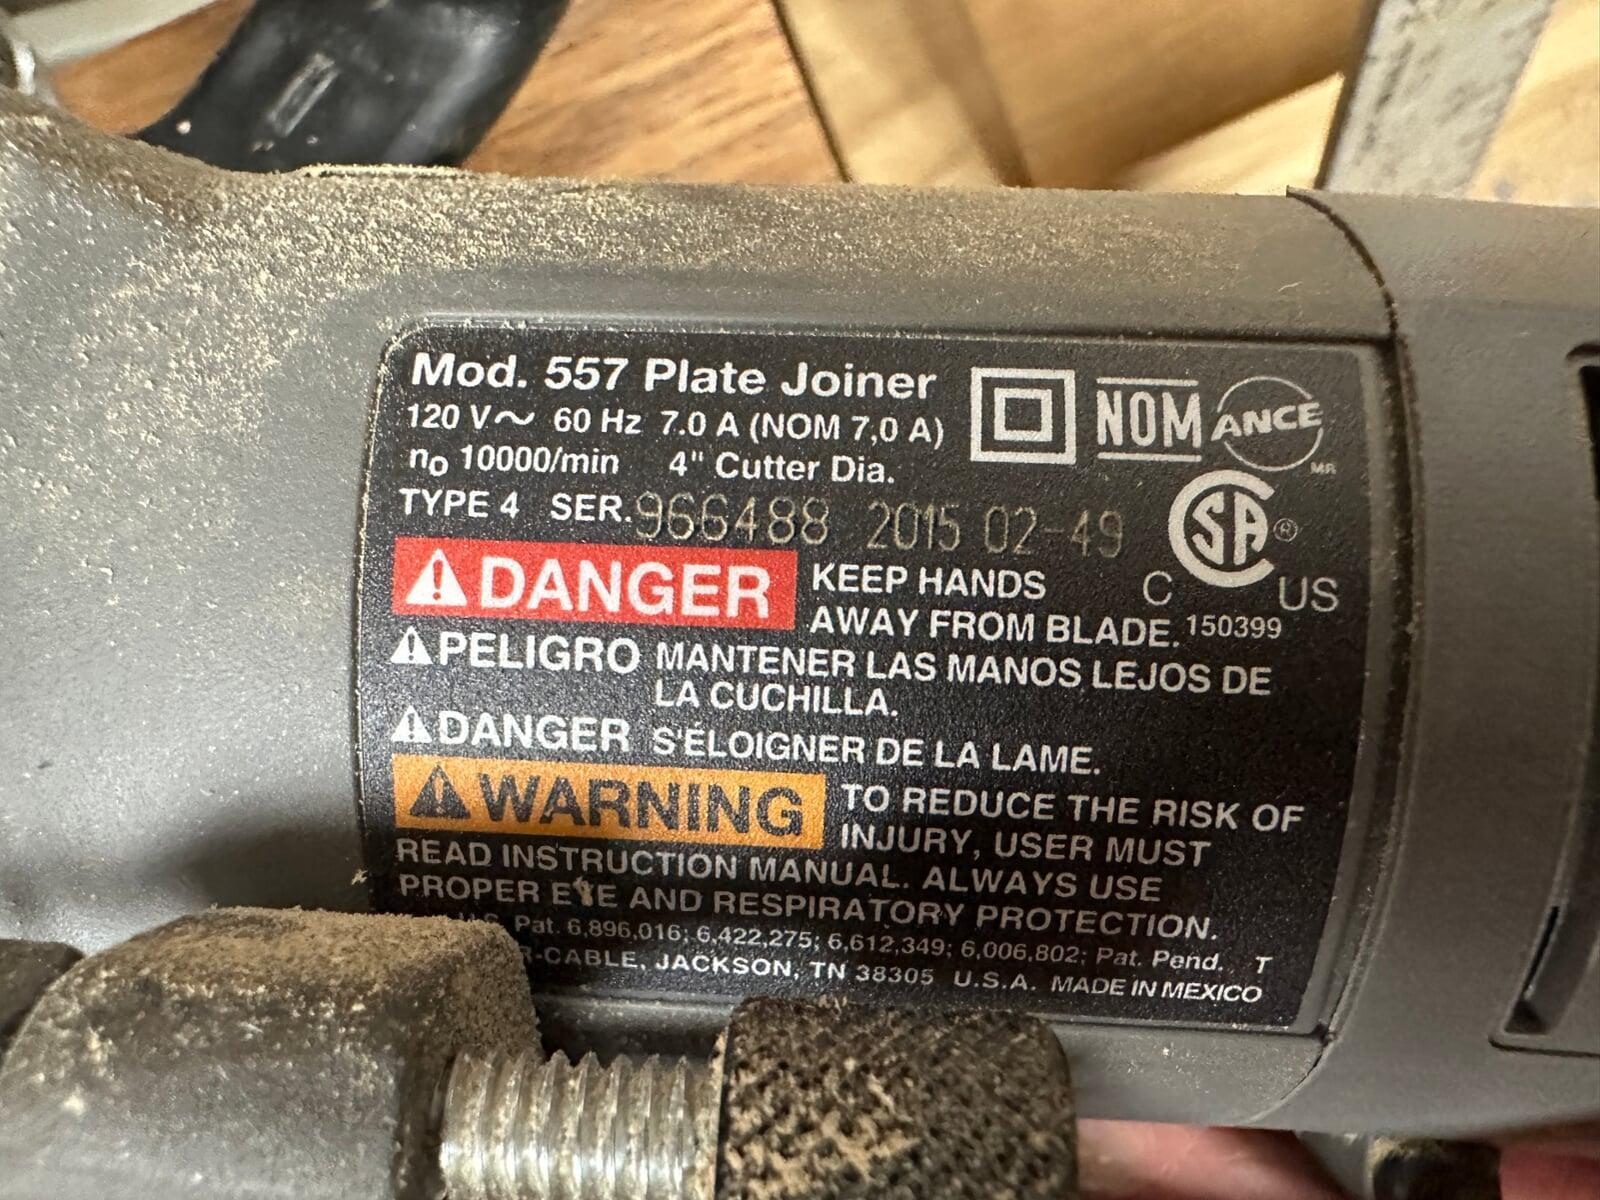 Mod. 557 Plate Joiner
120 V~ 60 Hz 7.0 A (NOM 7,0 A)
no 10000/min 4" Cutter Dia.
NOM
ANCE
MR
TYPE 4 SER. 966488 2015 02-49
SA ®
C US
150399
DANGER KEEP HANDS
AWAY FROM BLADE.
PELIGRO MANTENER LAS MANOS LEJOS DE
LA CUCHILLA.
DANGER S'ÉLOIGNER DE LA LAME.
WARNING TO REDUCE THE RISK OF
INJURY, USER MUST
READ INSTRUCTION MANUAL. ALWAYS USE
PROPER EYE AND RESPIRATORY PROTECTION.
U.S. Pat. 6,896,016; 6,422,275; 6,612,349; 6,006,802; Pat. Pend. T
R-CABLE, JACKSON, TN 38305 U.S.A. MADE IN MEXICO